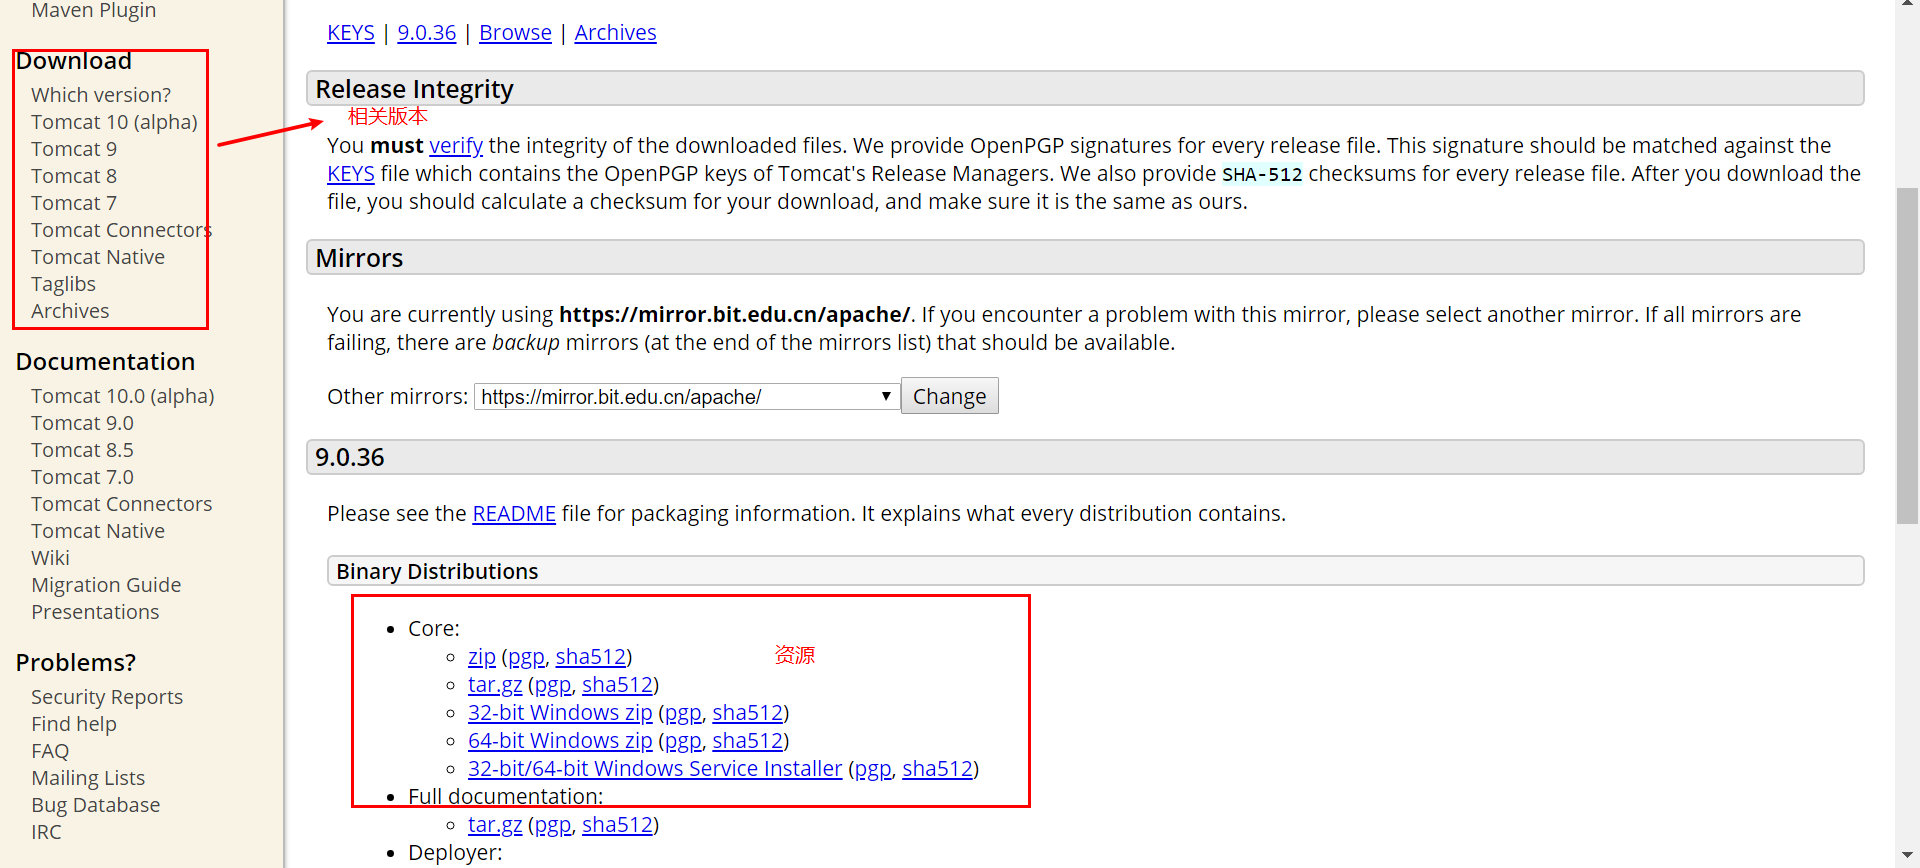 Maven Plugin
Download
Which version?
Tomcat 10 (alpha)
Tomcat 9
Tomcat 8
Tomcat 7
Tomcat Connectors
Tomcat Native
Taglibs
Archives
Documentation
Tomcat 10.0 (alpha)
Tomcat 9.0
Tomcat 8.5
Tomcat 7.0
Tomcat Connectors
Tomcat Native
Wiki
Migration Guide
Presentations
Problems?
Security Reports
Find help
FAQ
Mailing Lists
Bug Database
IRC
KEYS | 9.0.36 | Browse | Archives
Release Integrity
相关版本
You must verify the integrity of the downloaded files. We provide OpenPGP signatures for every release file. This signature should be matched against the
KEYS file which contains the OpenPGP keys of Tomcat's Release Managers. We also provide SHA-512 checksums for every release file. After you download the
file, you should calculate a checksum for your download, and make sure it is the same as ours.
Mirrors
You are currently using https://mirror.bit.edu.cn/apache/. If you encounter a problem with this mirror, please select another mirror. If all mirrors are
failing, there are backup mirrors (at the end of the mirrors list) that should be available.
Other mirrors: https://mirror.bit.edu.cn/apache/ Change
9.0.36
Please see the README file for packaging information. It explains what every distribution contains.
Binary Distributions
Core:
zip (pgp, sha512)
资源
tar.gz (pgp, sha512)
32-bit Windows zip (pgp, sha512)
64-bit Windows zip (pgp, sha512)
32-bit/64-bit Windows Service Installer (pgp, sha512)
Full documentation:
tar.gz (pgp, sha512)
Deployer: